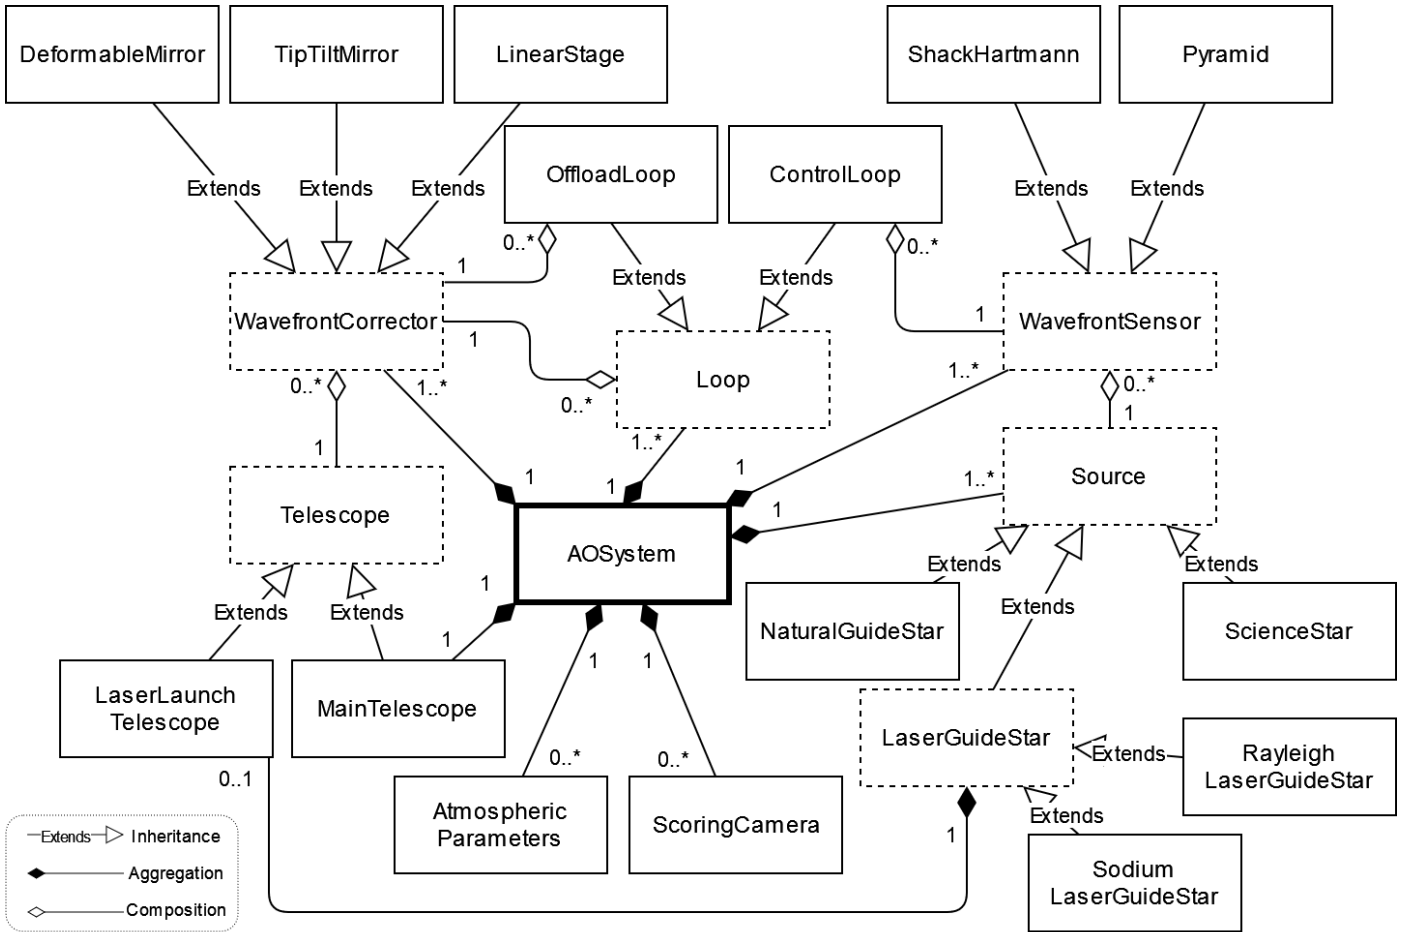 DeformableMirror
TipTiltMirror
LinearStage
ShackHartmann
Pyramid
OffloadLoop
ControlLoop
Extends
Extends
Extends
Extends
Extends
0..*
0..*
1
Extends
Extends
WavefrontCorrector
1
1
WavefrontSensor
Loop
0..*
1..*
0..*
1..*
0..*
1
1..*
1
Telescope
1
1
1
1..*
Source
1
AOSystem
Extends
Extends
1
Extends
Extends
Extends
NaturalGuideStar
ScienceStar
1
1
1
LaserLaunch
Telescope
MainTelescope
LaserGuideStar
Extends
Rayleigh
LaserGuideStar
0..1
0..*
0..*
Atmospheric
Parameters
ScoringCamera
1
Extends
Sodium
LaserGuideStar
Extends
Inheritance
Aggregation
Composition